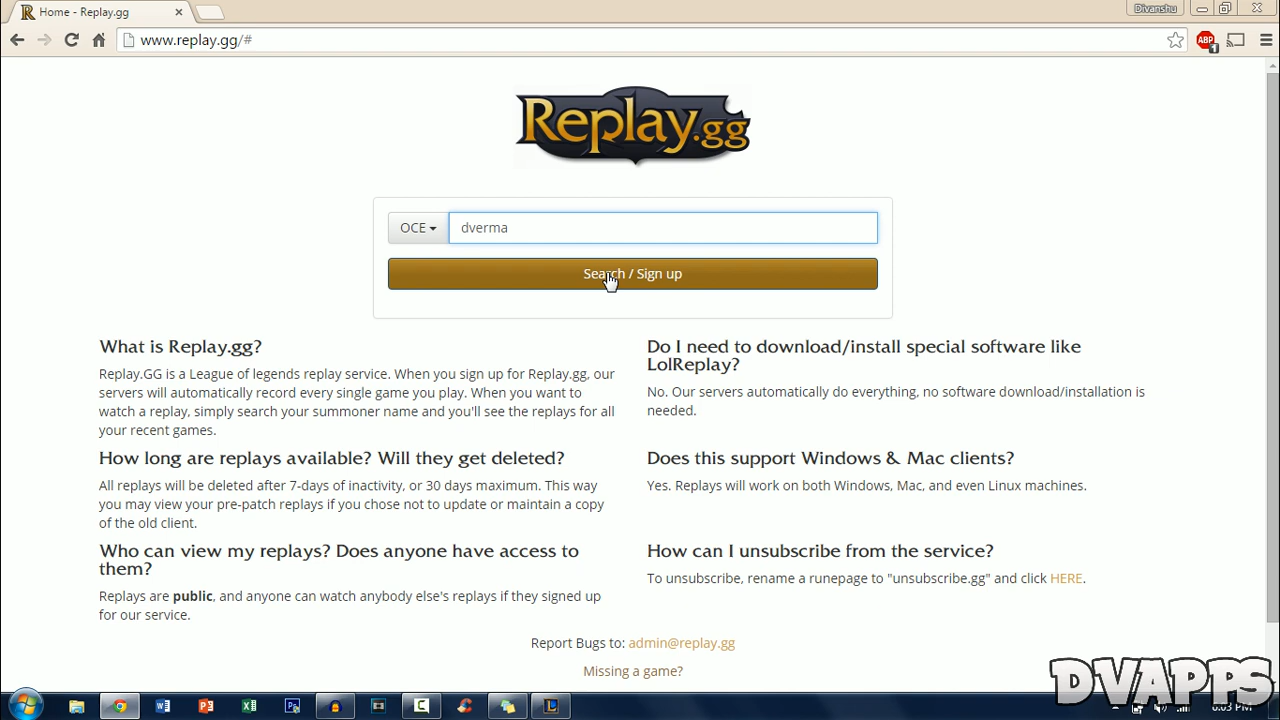 Home - Replay.gg
Divanshu
www.replay.gg/#
ABP
1
Replay.gg
OCE
dverma
Search / Sign up
What is Replay.gg?
Replay.GG is a League of legends replay service. When you sign up for Replay.gg, our
servers will automatically record every single game you play. When you want to
watch a replay, simply search your summoner name and you'll see the replays for all
your recent games.
Do I need to download/install special software like
LolReplay?
No. Our servers automatically do everything, no software download/installation is
needed.
How long are replays available? Will they get deleted?
All replays will be deleted after 7-days of inactivity, or 30 days maximum. This way
you may view your pre-patch replays if you chose not to update or maintain a copy
of the old client.
Does this support Windows & Mac clients?
Yes. Replays will work on both Windows, Mac, and even Linux machines.
Who can view my replays? Does anyone have access to
them?
Replays are public, and anyone can watch anybody else's replays if they signed up
for our service.
How can I unsubscribe from the service?
To unsubscribe, rename a runepage to "unsubscribe.gg" and click HERE.
Report Bugs to: admin@replay.gg
Missing a game?
DVAPPS